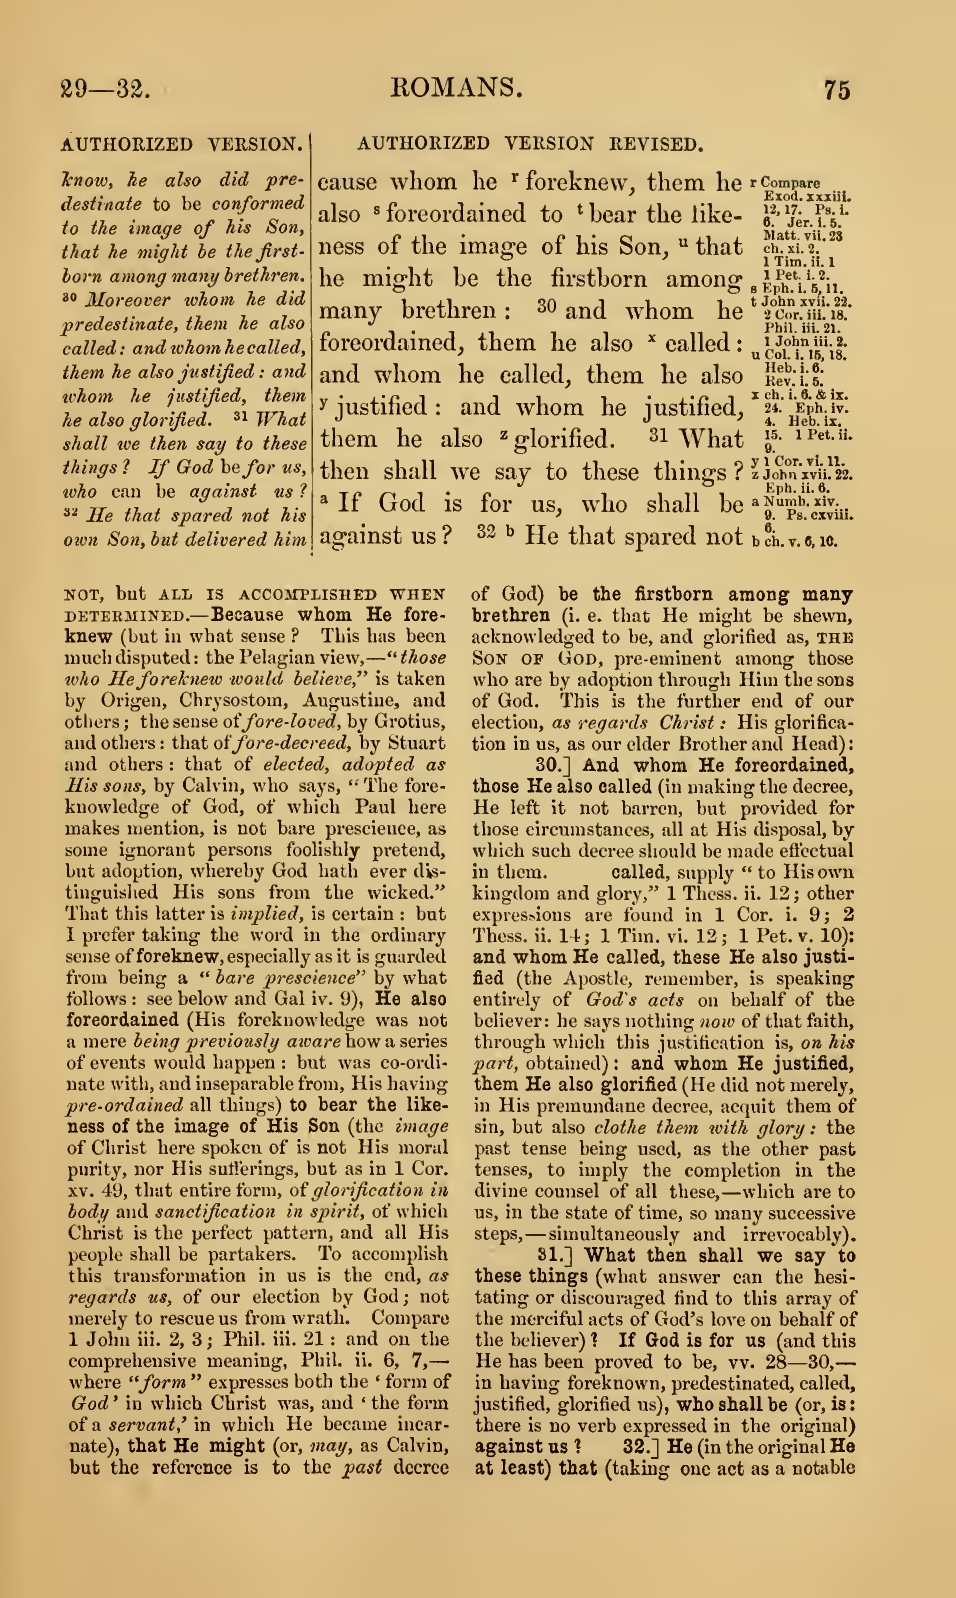 29—32.
ROMANS.
75
AUTHORIZED VERSION.
know, he also did pre-
destinate to be conformed
to the image of his Son,
that he might be the first-
born among many brethren.
30 Moreover whom he did
predestinate, them he also
called: and whom he called,
them he also justified: and
whom he justified, them
he also glorified. 31 What
shall we then say to these
things? If God be for us,
who can be against us?
32 He that spared not his
own Son, but delivered him
AUTHORIZED VERSION REVISED.
cause whom he r foreknew, them he
also s foreordained to t bear the like-
ness of the image of his Son, u that
he might be the firstborn among
many brethren: 30 and whom he
foreordained, them he also x called:
and whom he called, them he also
y justified: and whom he justified,
them he also z glorified. 31 What
then shall we say to these things?
a If God is for us, who shall be
against us? 32 b He that spared not
r Compare
Exod. xxxiii.
12, 17. Ps. i.
6. Jer. i. 5.
Matt. vii. 23
ch. xi. 2.
1 Tim. ii. 1
1 Pet. i. 2.
s Eph. i. 5, 11.
t John xvii. 22.
2 Cor. iii. 18.
Phil. iii. 21.
1 John iii. 2.
u Col. i. 15, 18.
Heb. i. 6.
Rev. i. 5.
x ch. i. 6. & ix.
24. Eph. iv.
4. Heb. ix.
15. 1 Pet. ii.
9.
y 1 Cor. vi. 11.
z John xvii. 22.
Eph. ii. 6.
a Numb. xiv.
9. Ps. cxviii.
6.
b ch. v. 6, 10.
NOT, but ALL IS ACCOMPLISHED WHEN
DETERMINED.—Because whom He fore-
knew (but in what sense? This has been
much disputed: the Pelagian view,—"those
who He foreknew would believe," is taken
by Origen, Chrysostom, Augustine, and
others; the sense of fore-loved, by Grotius,
and others: that of fore-decreed, by Stuart
and others: that of elected, adopted as
His sons, by Calvin, who says, "The fore-
knowledge of God, of which Paul here
makes mention, is not bare prescience, as
some ignorant persons foolishly pretend,
but adoption, whereby God hath ever dis-
tinguished His sons from the wicked."
That this latter is implied, is certain: but
I prefer taking the word in the ordinary
sense of foreknew, especially as it is guarded
from being a "bare prescience" by what
follows: see below and Gal iv. 9), He also
foreordained (His foreknowledge was not
a mere being previously aware how a series
of events would happen: but was co-ordi-
nate with, and inseparable from, His having
pre-ordained all things) to bear the like-
ness of the image of His Son (the image
of Christ here spoken of is not His moral
purity, nor His sufferings, but as in 1 Cor.
xv. 49, that entire form, of glorification in
body and sanctification in spirit, of which
Christ is the perfect pattern, and all His
people shall be partakers. To accomplish
this transformation in us is the end, as
regards us, of our election by God; not
merely to rescue us from wrath. Compare
1 John iii. 2, 3; Phil. iii. 21: and on the
comprehensive meaning, Phil. ii. 6, 7,—
where "form" expresses both the 'form of
God' in which Christ was, and 'the form
of a servant,' in which He became incar-
nate), that He might (or, may, as Calvin,
but the reference is to the past decree
of God) be the firstborn among many
brethren (i. e. that He might be shewn,
acknowledged to be, and glorified as, THE
SON OF GOD, pre-eminent among those
who are by adoption through Him the sons
of God. This is the further end of our
election, as regards Christ: His glorifica-
tion in us, as our elder Brother and Head):
30.] And whom He foreordained,
those He also called (in making the decree,
He left it not barren, but provided for
those circumstances, all at His disposal, by
which such decree should be made effectual
in them. called, supply "to His own
kingdom and glory," 1 Thess. ii. 12; other
expressions are found in 1 Cor. i. 9; 2
Thess. ii. 14; 1 Tim. vi. 12; 1 Pet. v. 10):
and whom He called, these He also justi-
fied (the Apostle, remember, is speaking
entirely of God's acts on behalf of the
believer: he says nothing now of that faith,
through which this justification is, on his
part, obtained): and whom He justified,
them He also glorified (He did not merely,
in His premundane decree, acquit them of
sin, but also clothe them with glory: the
past tense being used, as the other past
tenses, to imply the completion in the
divine counsel of all these,—which are to
us, in the state of time, so many successive
steps,—simultaneously and irrevocably).
31.] What then shall we say to
these things (what answer can the hesi-
tating or discouraged find to this array of
the merciful acts of God's love on behalf of
the believer)? If God is for us (and this
He has been proved to be, vv. 28—30,—
in having foreknown, predestinated, called,
justified, glorified us), who shall be (or, is:
there is no verb expressed in the original)
against us? 32.] He (in the original He
at least) that (taking one act as a notable